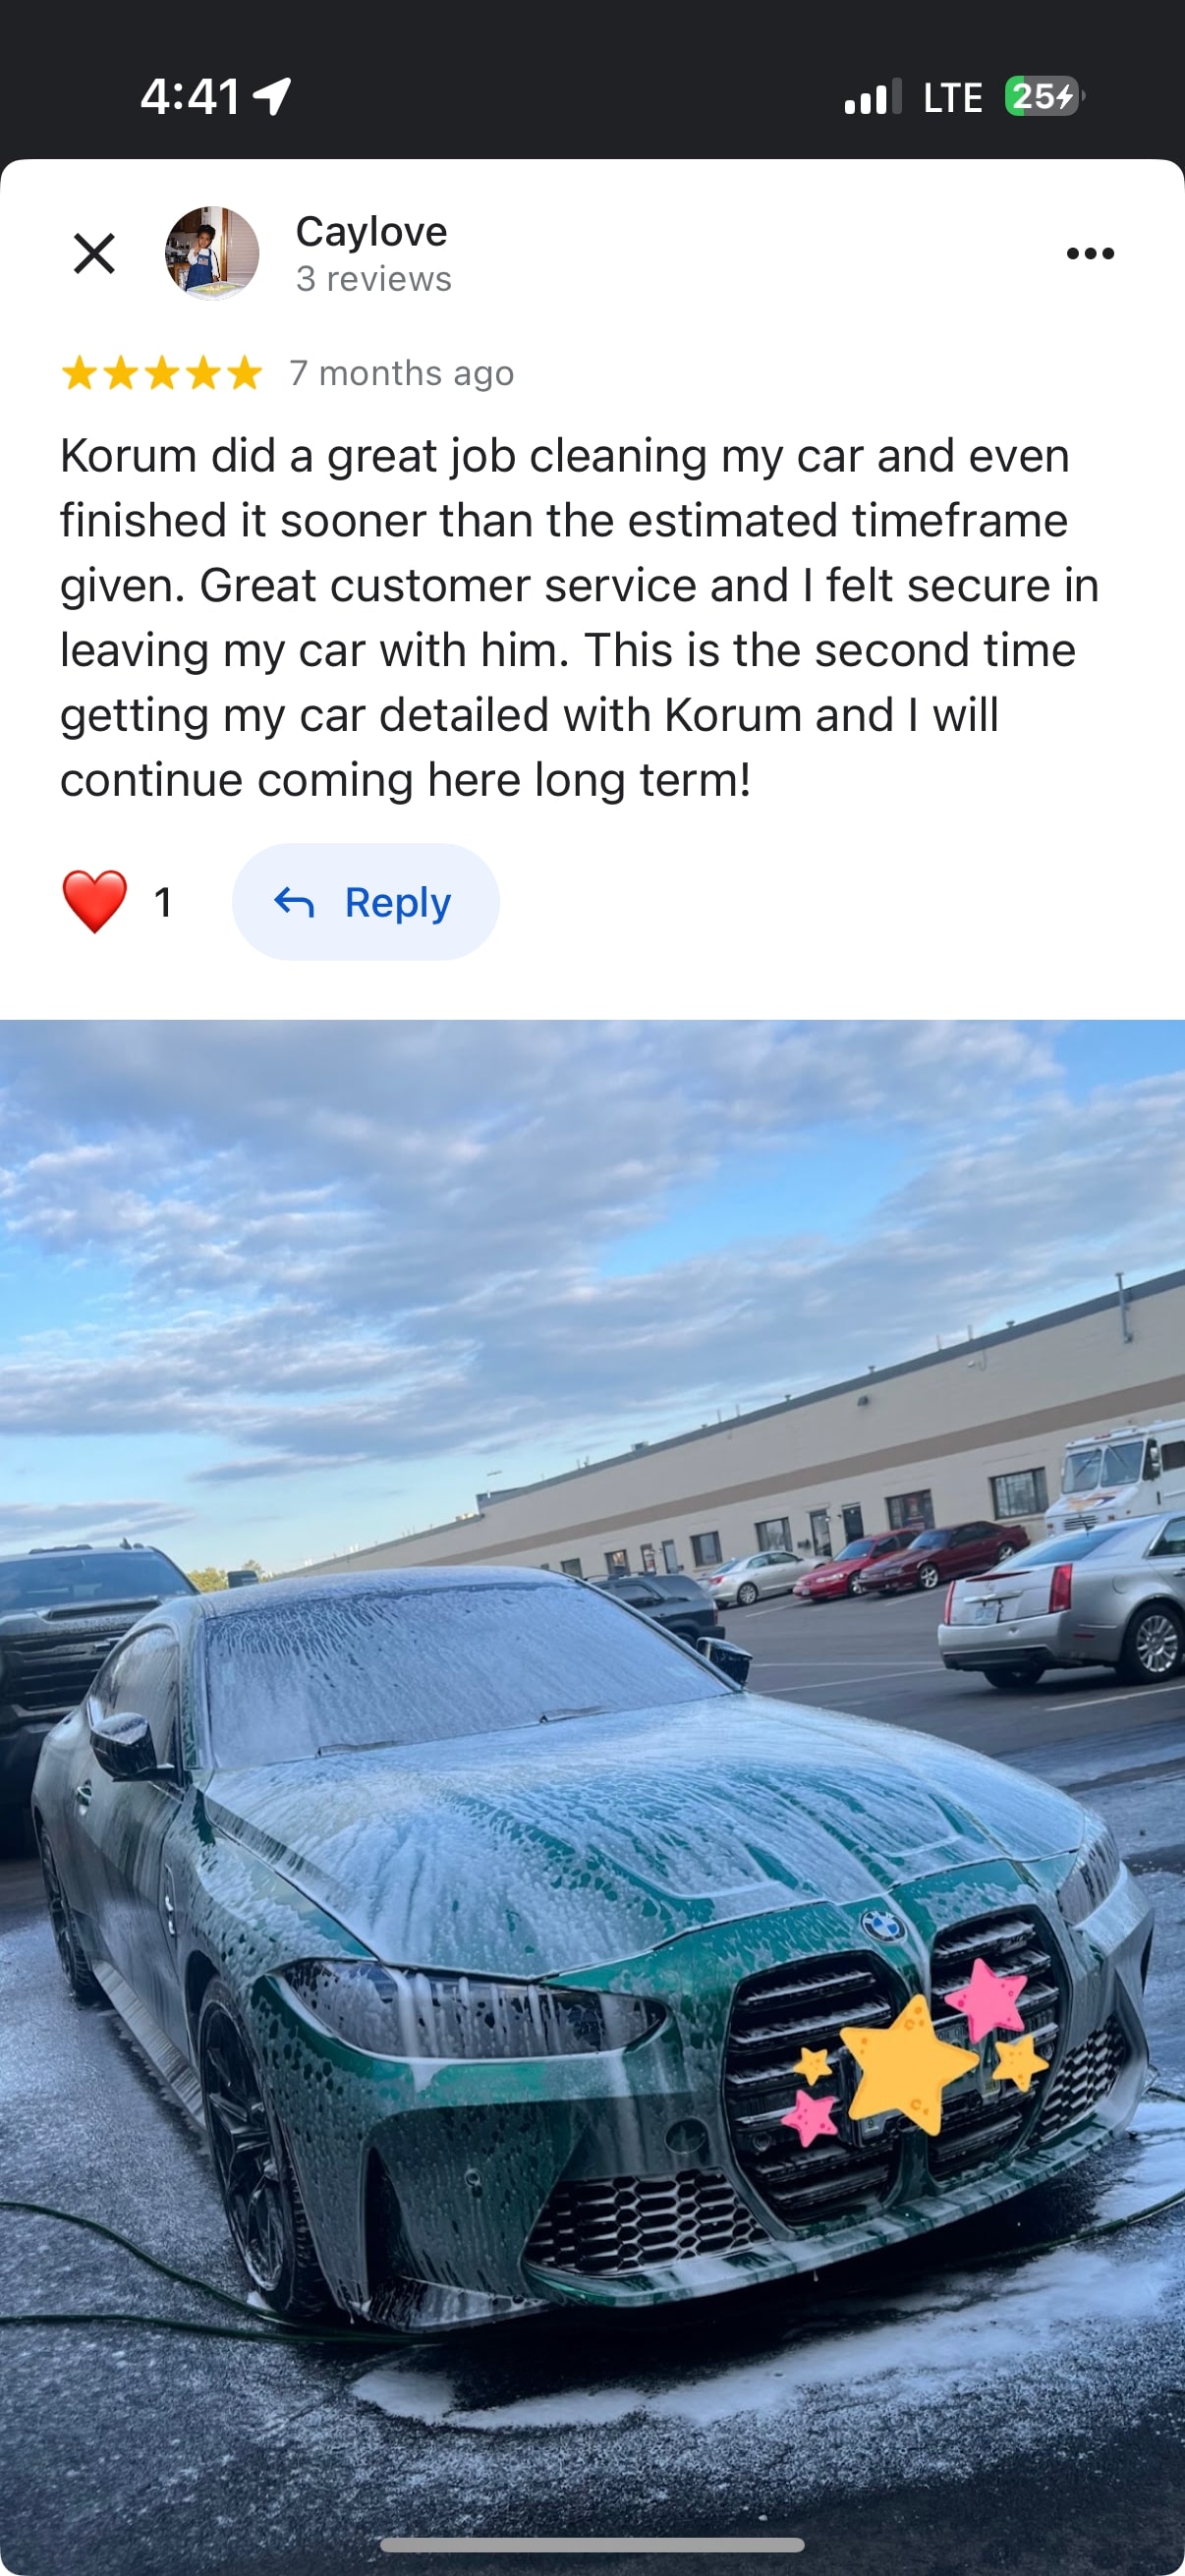 4:41
LTE
25
Caylove
3 reviews
7 months ago
Korum did a great job cleaning my car and even
finished it sooner than the estimated timeframe
given. Great customer service and I felt secure in
leaving my car with him. This is the second time
getting my car detailed with Korum and I will
continue coming here long term!
1
Reply